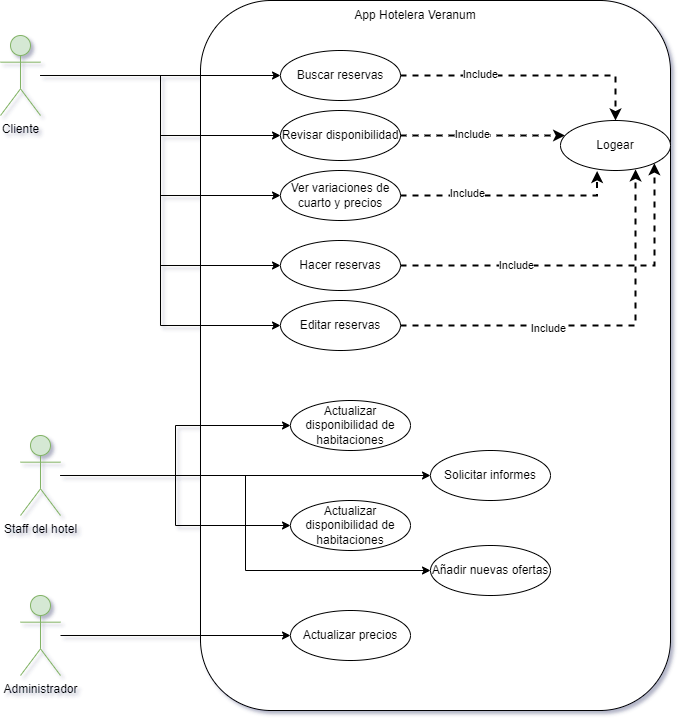 App Hotelera Veranum
Buscar reservas
Include
Cliente
Revisar disponibilidad
Include
Logear
Ver variaciones de
cuarto y precios
Include
Hacer reservas
Include
Editar reservas
Include
Actualizar
disponibilidad de
habitaciones
Solicitar informes
Staff del hotel
Actualizar
disponibilidad de
habitaciones
Añadir nuevas ofertas
Actualizar precios
Administrador